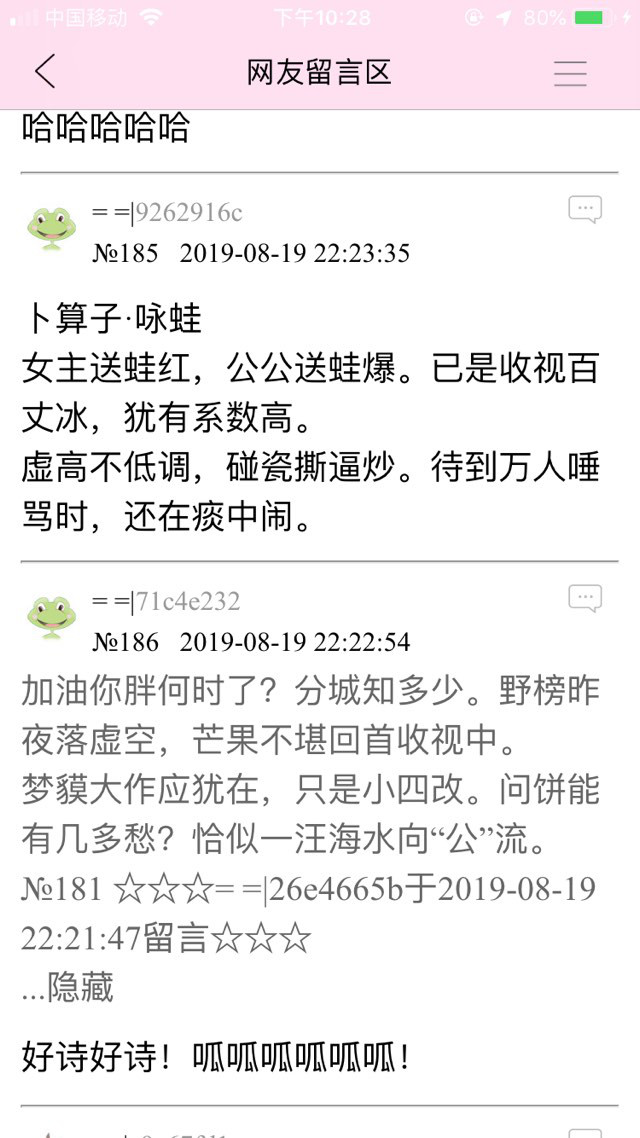 中国移动 下午10:28 80%
网友留言区
哈哈哈哈哈
= =|9262916c
№185 2019-08-19 22:23:35
卜算子·咏蛙
女主送蛙红，公公送蛙爆。已是收视百
丈冰，犹有系数高。
虚高不低调，碰瓷撕逼炒。待到万人唾
骂时，还在痰中闹。
= =|71c4e232
№186 2019-08-19 22:22:54
加油你胖何时了？分城知多少。野榜昨
夜落虚空，芒果不堪回首收视中。
梦貘大作应犹在，只是小四改。问饼能
有几多愁？恰似一汪海水向“公”流。
№181 ☆☆☆= =|26e4665b于2019-08-19
22:21:47留言☆☆☆
...隐藏
好诗好诗！呱呱呱呱呱呱！